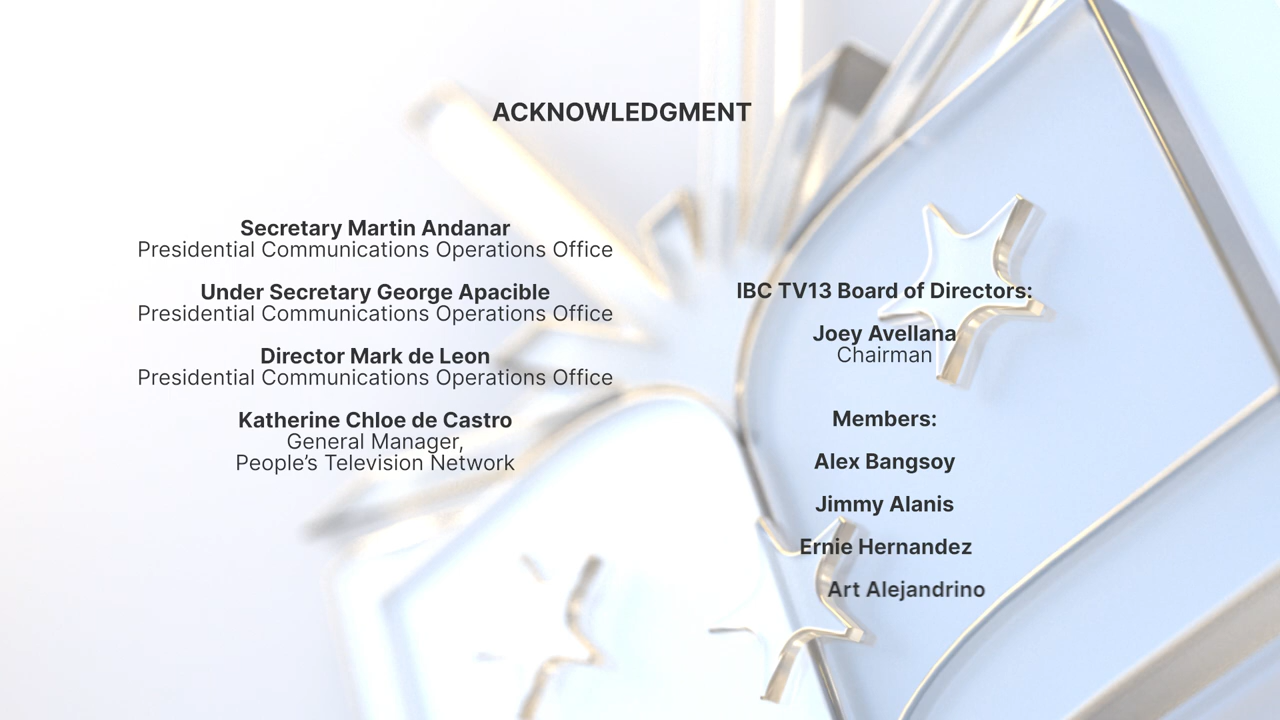 ACKNOWLEDGMENT
Secretary Martin Andanar
Presidential Communications Operations Office
Under Secretary George Apacible
Presidential Communications Operations Office
Director Mark de Leon
Presidential Communications Operations Office
Katherine Chloe de Castro
General Manager,
People’s Television Network
IBC TV13 Board of Directors:
Joey Avellana
Chairman
Members:
Alex Bangsoy
Jimmy Alanis
Ernie Hernandez
Art Alejandrino